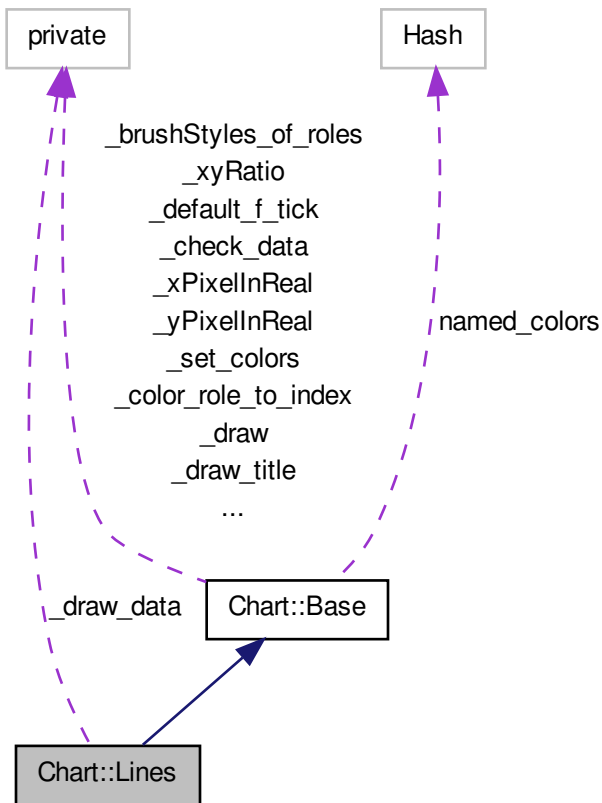 private
Hash
_brushStyles_of_roles
_xyRatio
_default_f_tick
_check_data
_xPixelInReal
_yPixelInReal
_set_colors
_color_role_to_index
_draw
_draw_title
...
named_colors
_draw_data
Chart::Base
Chart::Lines